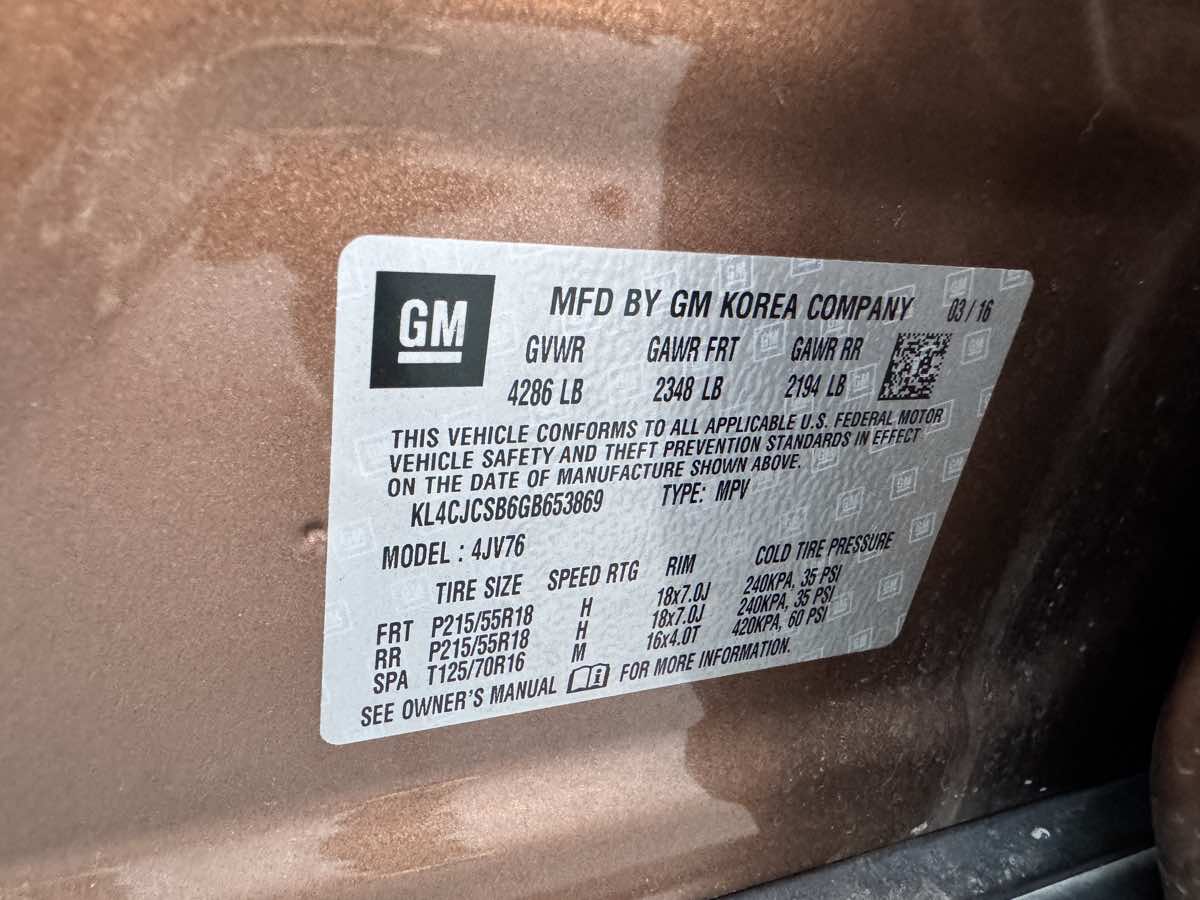 GM
MFD BY GM KOREA COMPANY 03/16
GVWR GAWR FRT GAWR RR
4286 LB 2348 LB 2194 LB
THIS VEHICLE CONFORMS TO ALL APPLICABLE U.S. FEDERAL MOTOR
VEHICLE SAFETY AND THEFT PREVENTION STANDARDS IN EFFECT
ON THE DATE OF MANUFACTURE SHOWN ABOVE.
KL4CJCSB6GB653869 TYPE: MPV
MODEL : 4JV76
TIRE SIZE SPEED RTG RIM COLD TIRE PRESSURE
FRT P215/55R18 H 18x7.0J 240KPA, 35 PSI
RR P215/55R18 H 18x7.0J 240KPA, 35 PSI
SPA T125/70R16 M 16x4.0T 420KPA, 60 PSI
SEE OWNER'S MANUAL i FOR MORE INFORMATION.